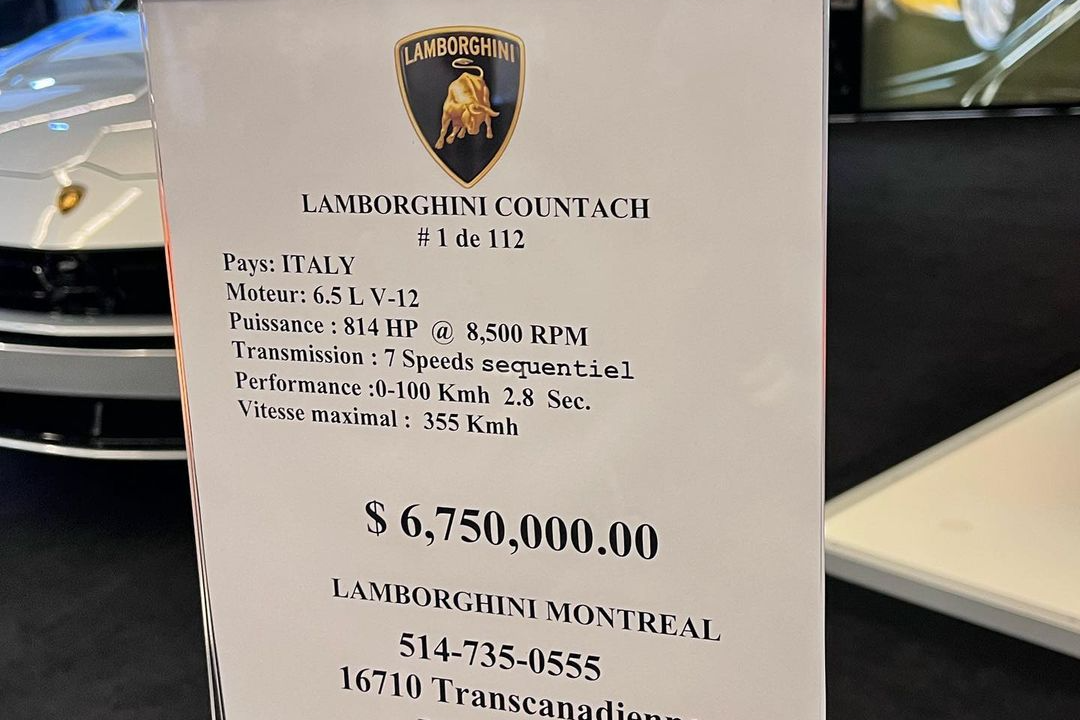 LAMBORGHINI
LAMBORGHINI COUNTACH
# 1 de 112
Pays: ITALY
Moteur: 6.5 L V-12
Puissance : 814 HP @ 8,500 RPM
Transmission : 7 Speeds sequentiel
Performance :0-100 Kmh 2.8 Sec.
Vitesse maximal : 355 Kmh
$ 6,750,000.00
LAMBORGHINI MONTREAL
514-735-0555
16710